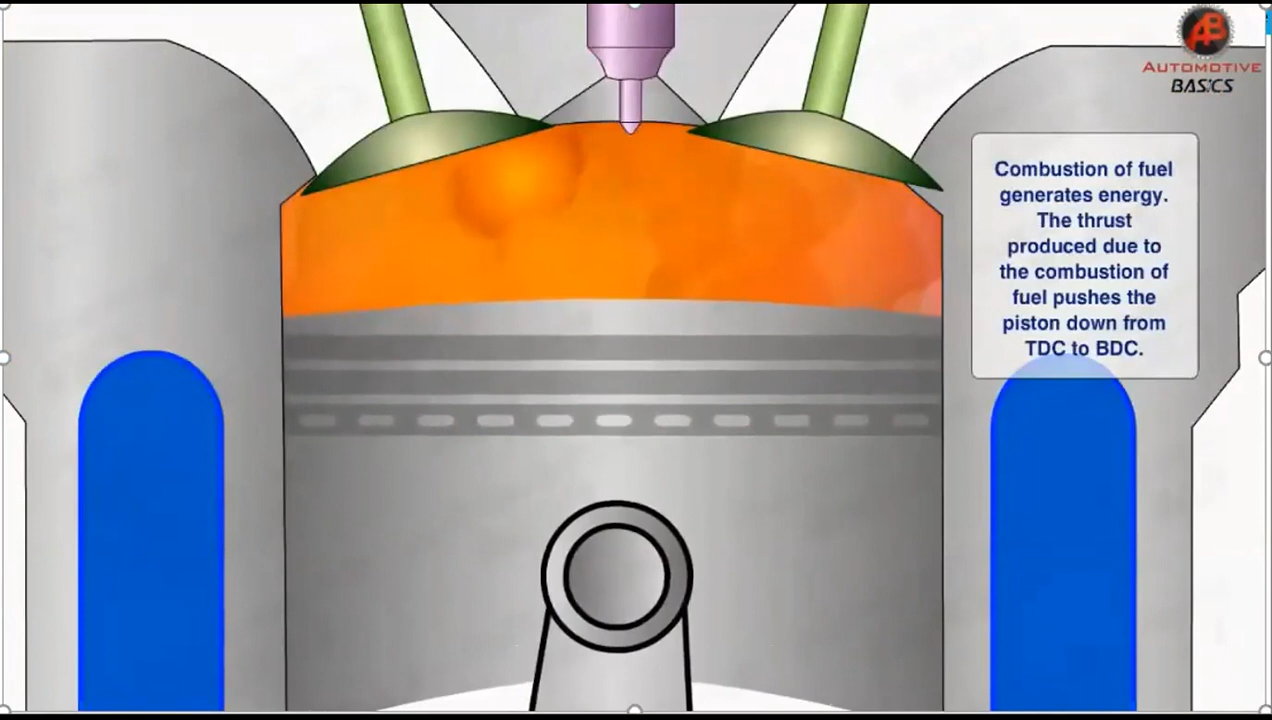 AB
AUTOMOTIVE
BASICS
Combustion of fuel
generates energy.
The thrust
produced due to
the combustion of
fuel pushes the
piston down from
TDC to BDC.